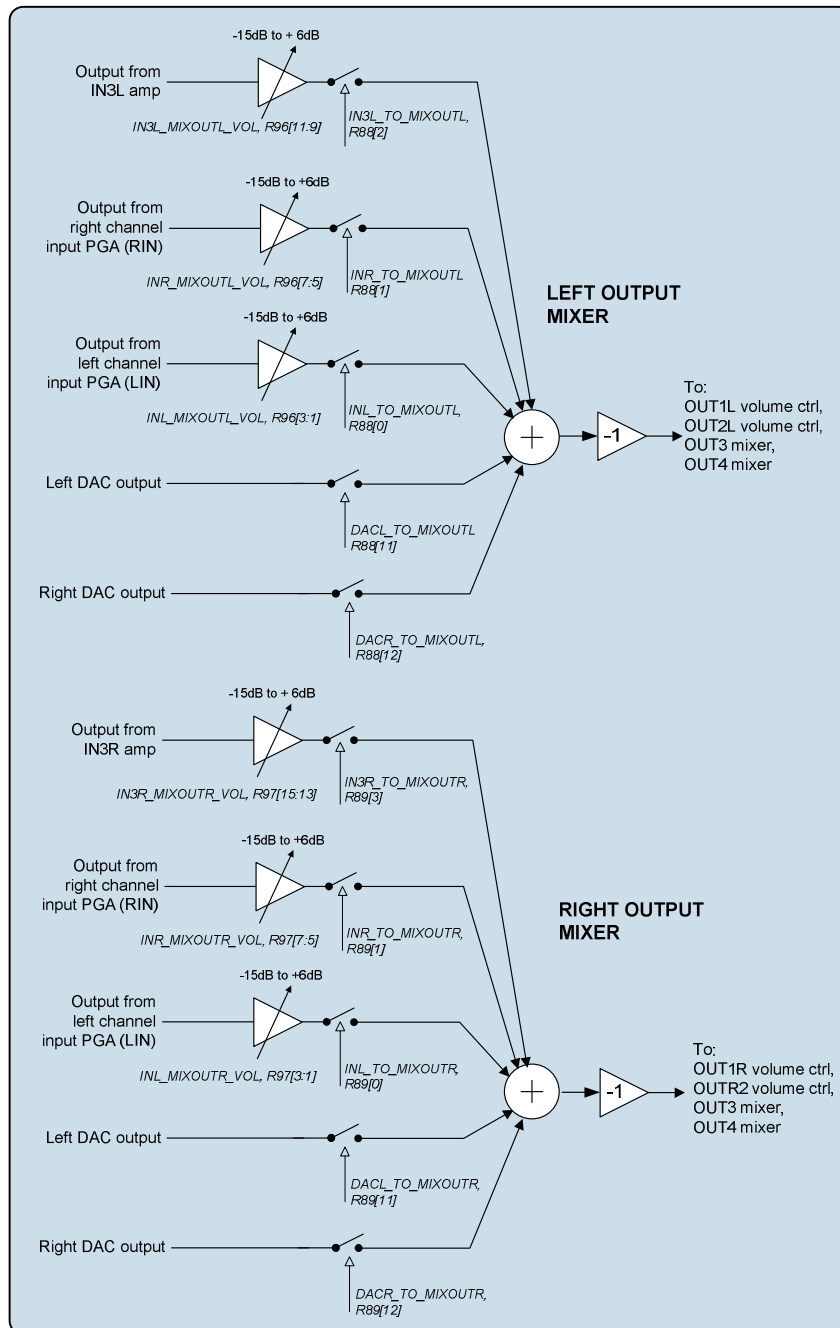 -15dB to + 6dB
Output from
IN3L amp
IN3L_MIXOUTL_VOL, R96[11:9]
IN3L_TO_MIXOUTL,
R88[2]
-15dB to +6dB
Output from
right channel
input PGA (RIN)
INR_MIXOUTL_VOL, R96[7:5]
INR_TO_MIXOUTL
R88[1]
LEFT OUTPUT
MIXER
-15dB to +6dB
Output from
left channel
input PGA (LIN)
INL_MIXOUTL_VOL, R96[3:1]
INL_TO_MIXOUTL,
R88[0]
+
-1
To:
OUT1L volume ctrl,
OUT2L volume ctrl,
OUT3 mixer,
OUT4 mixer
Left DAC output
DACL_TO_MIXOUTL
R88[11]
Right DAC output
DACR_TO_MIXOUTL,
R88[12]
-15dB to + 6dB
Output from
IN3R amp
IN3R_MIXOUTR_VOL, R97[15:13]
IN3R_TO_MIXOUTR,
R89[3]
-15dB to +6dB
Output from
right channel
input PGA (RIN)
INR_MIXOUTR_VOL, R97[7:5]
INR_TO_MIXOUTR,
R89[1]
RIGHT OUTPUT
MIXER
-15dB to +6dB
Output from
left channel
input PGA (LIN)
INL_MIXOUTR_VOL, R97[3:1]
INL_TO_MIXOUTR,
R89[0]
+
-1
To:
OUT1R volume ctrl,
OUTR2 volume ctrl,
OUT3 mixer,
OUT4 mixer
Left DAC output
DACL_TO_MIXOUTR,
R89[11]
Right DAC output
DACR_TO_MIXOUTR,
R89[12]